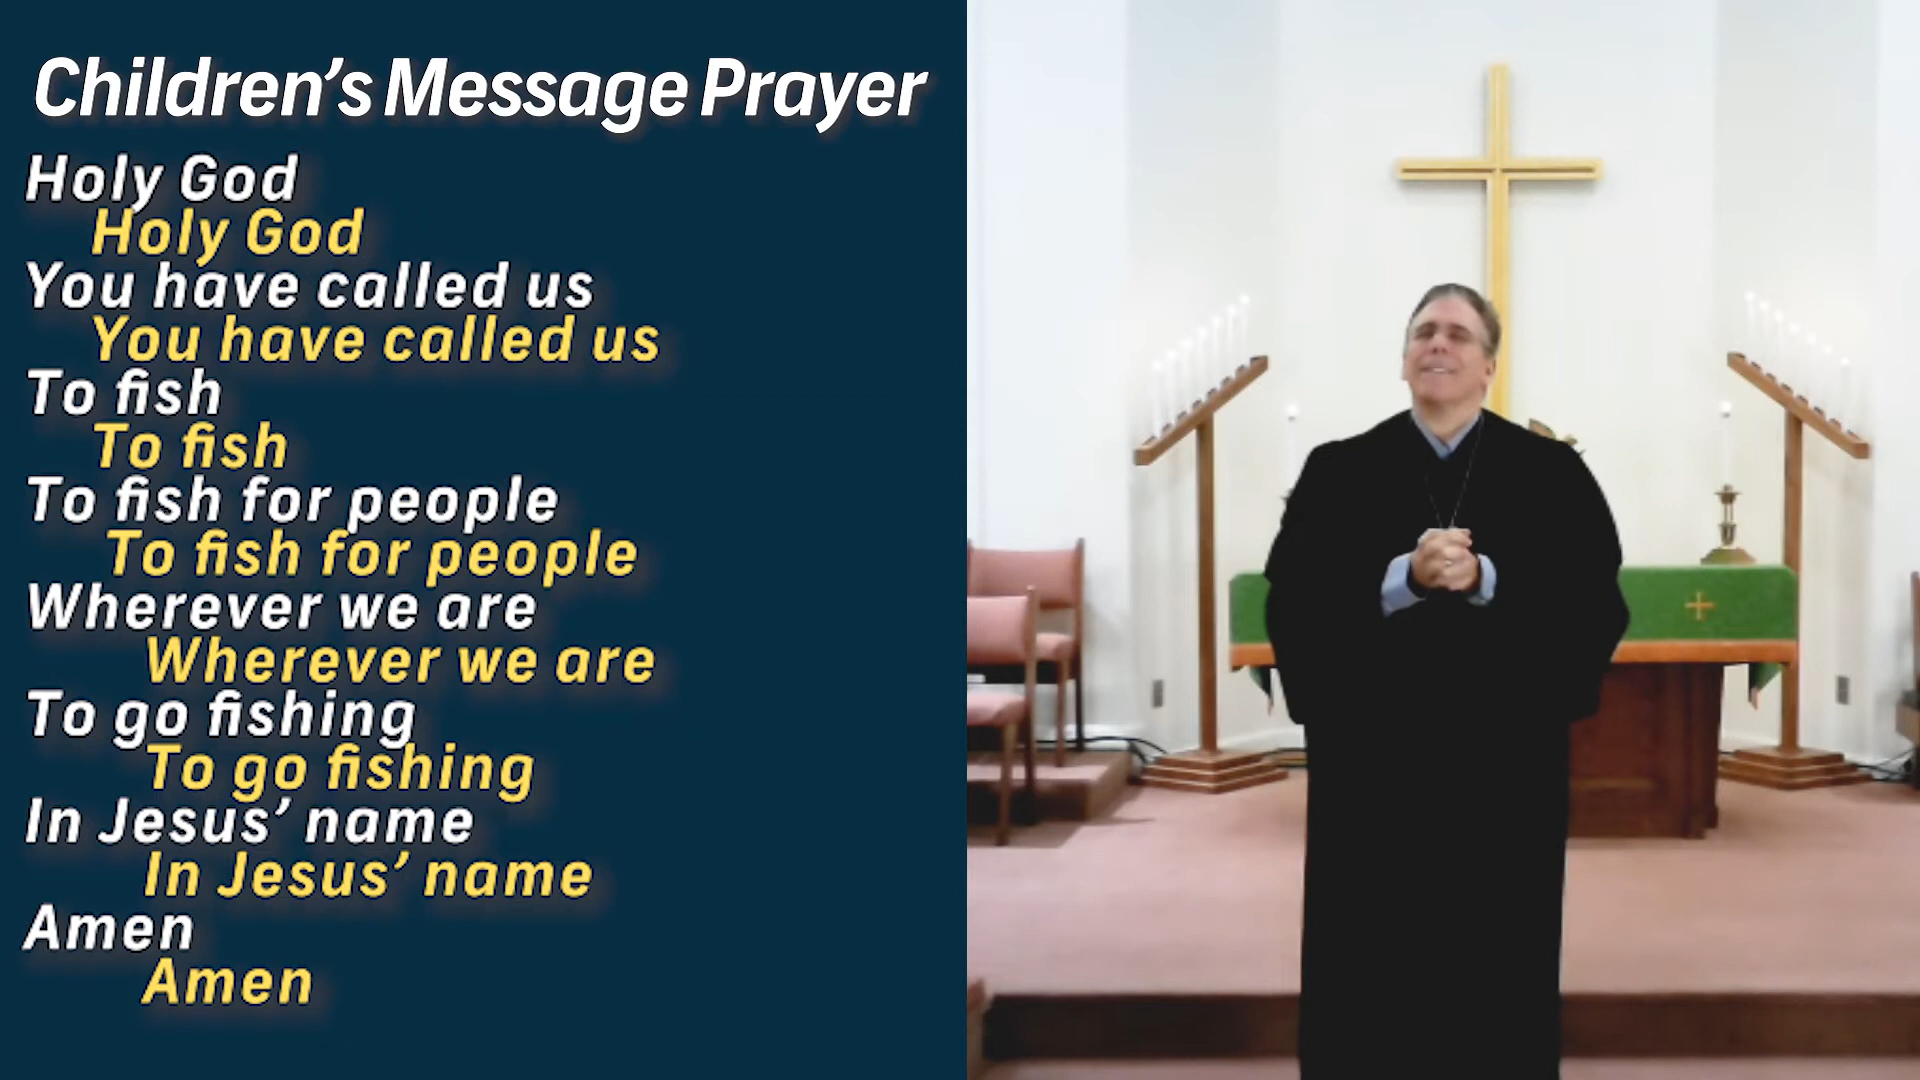 Children's Message Prayer
Holy God
Holy God
You have called us
You have called us
To fish
To fish
To fish for people
To fish for people
Wherever we are
Wherever we are
To go fishing
To go fishing
In Jesus' name
In Jesus' name
Amen
Amen